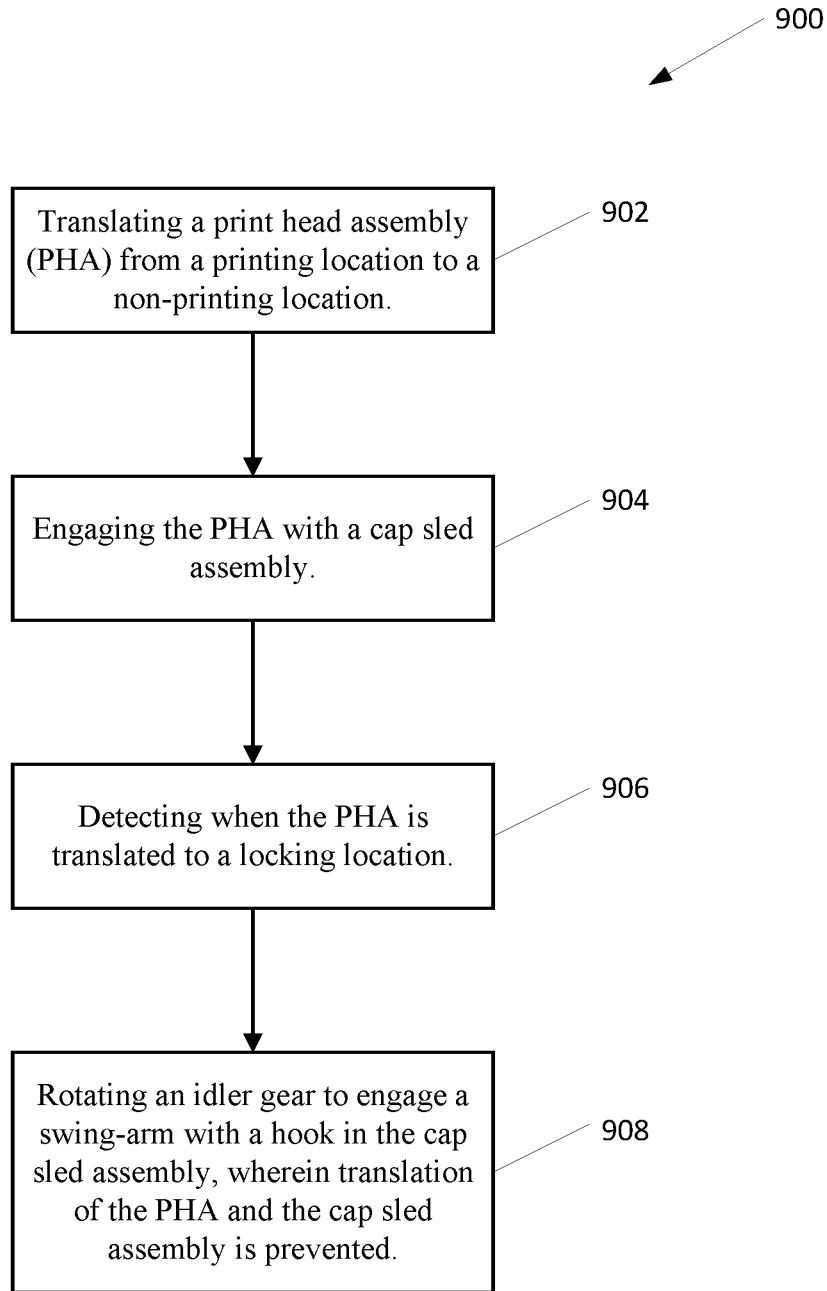 900
Translating a print head assembly
(PHA) from a printing location to a
non-printing location.
902
Engaging the PHA with a cap sled
assembly.
904
Detecting when the PHA is
translated to a locking location.
906
Rotating an idler gear to engage a
swing-arm with a hook in the cap
sled assembly, wherein translation
of the PHA and the cap sled
assembly is prevented.
908